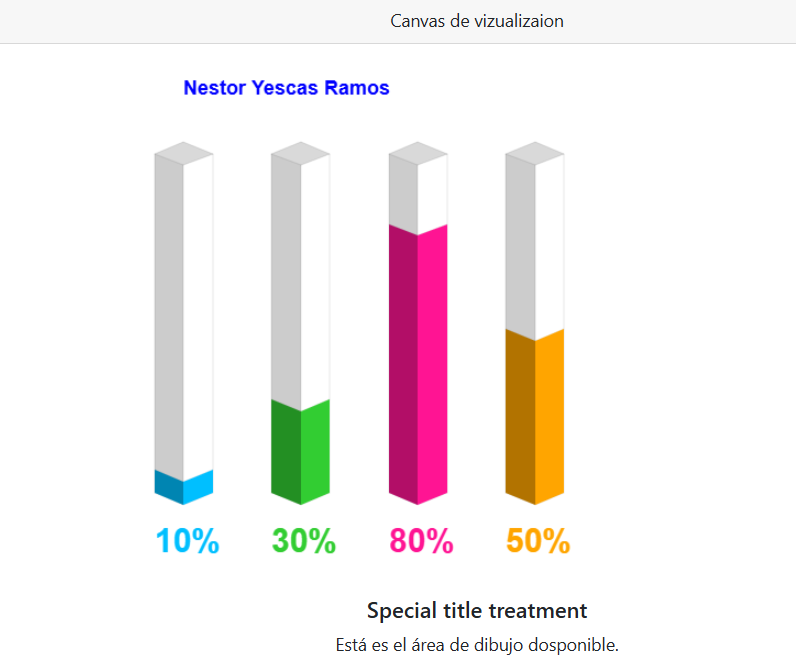 Canvas de vizualizaion
Nestor Yescas Ramos
10% 30% 80% 50%
Special title treatment
Está es el área de dibujo dosponible.